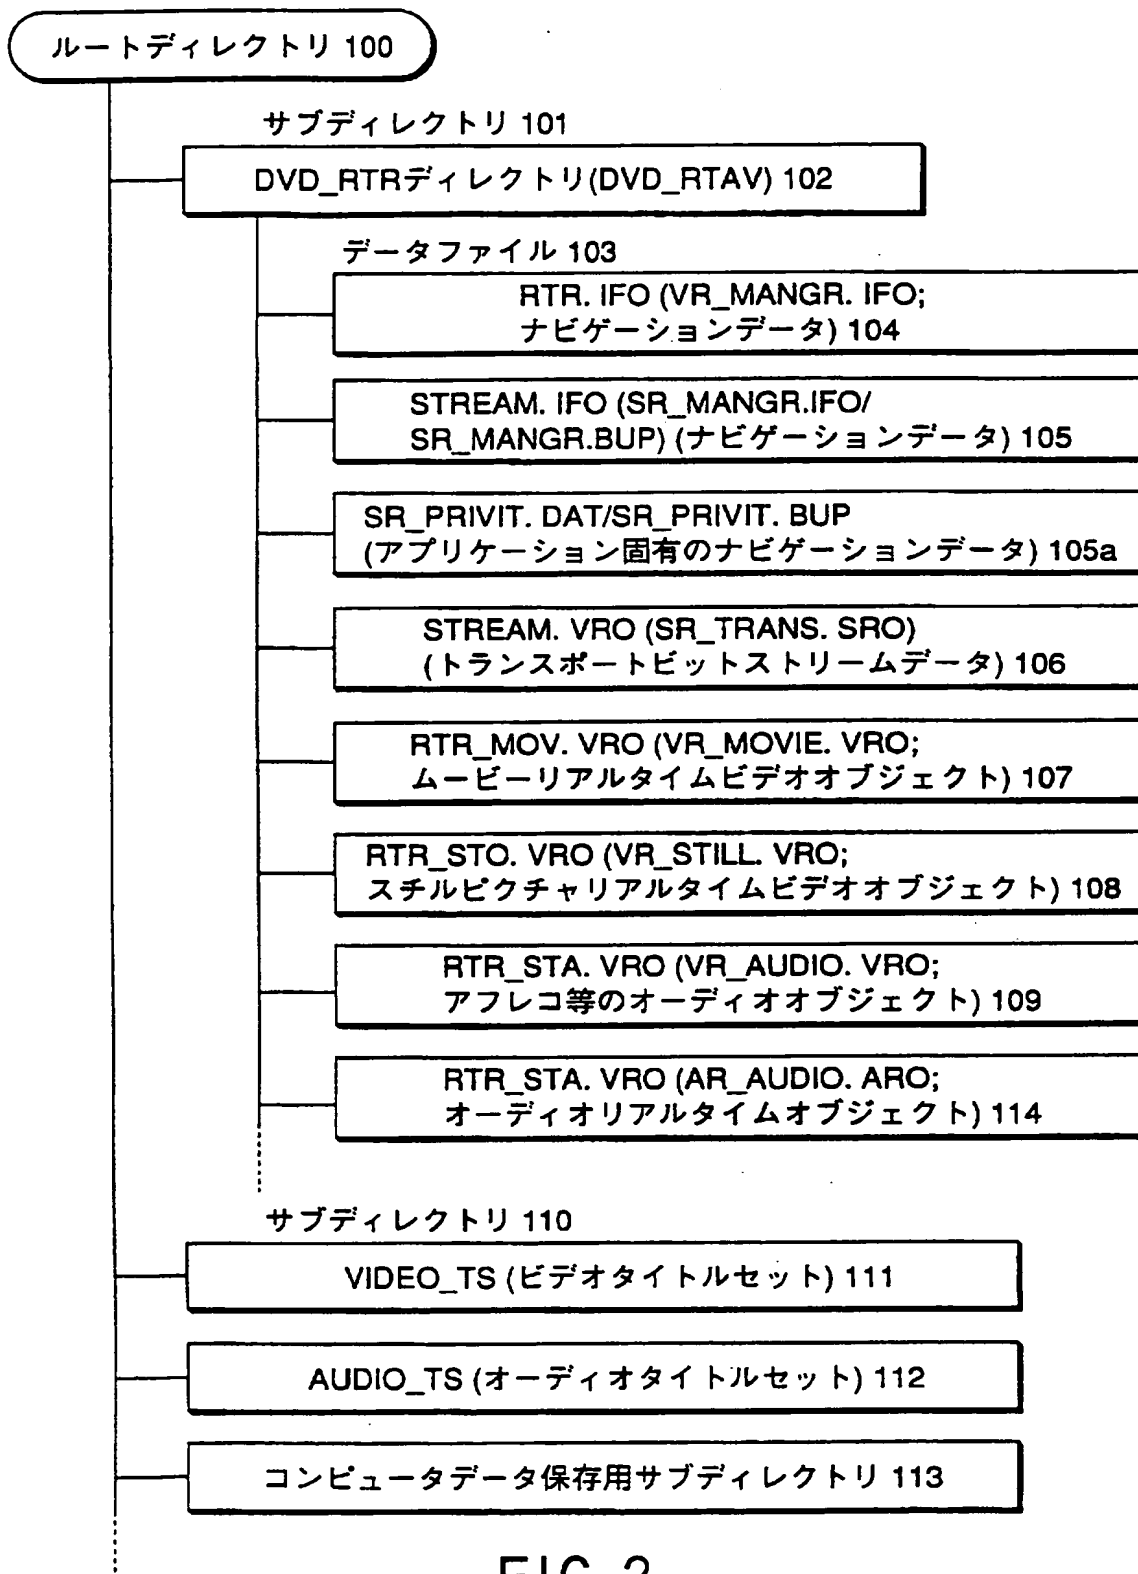 ルートディレクトリ 100
サブディレクトリ 101
DVD_RTRディレクトリ(DVD_RTAV) 102
データファイル 103
RTR. IFO (VR_MANGR. IFO;
ナビゲーションデータ) 104
STREAM. IFO (SR_MANGR.IFO/
SR_MANGR.BUP) (ナビゲーションデータ) 105
SR_PRIVIT. DAT/SR_PRIVIT. BUP
(アプリケーション固有のナビゲーションデータ) 105a
STREAM. VRO (SR_TRANS. SRO)
(トランスポートビットストリームデータ) 106
RTR_MOV. VRO (VR_MOVIE. VRO;
ムービーリアルタイムビデオオブジェクト) 107
RTR_STO. VRO (VR_STILL. VRO;
スチルピクチャリアルタイムビデオオブジェクト) 108
RTR_STA. VRO (VR_AUDIO. VRO;
アフレコ等のオーディオオブジェクト) 109
RTR_STA. VRO (AR_AUDIO. ARO;
オーディオリアルタイムオブジェクト) 114
サブディレクトリ 110
VIDEO_TS (ビデオタイトルセット) 111
AUDIO_TS (オーディオタイトルセット) 112
コンピュータデータ保存用サブディレクトリ 113
FIG. 2